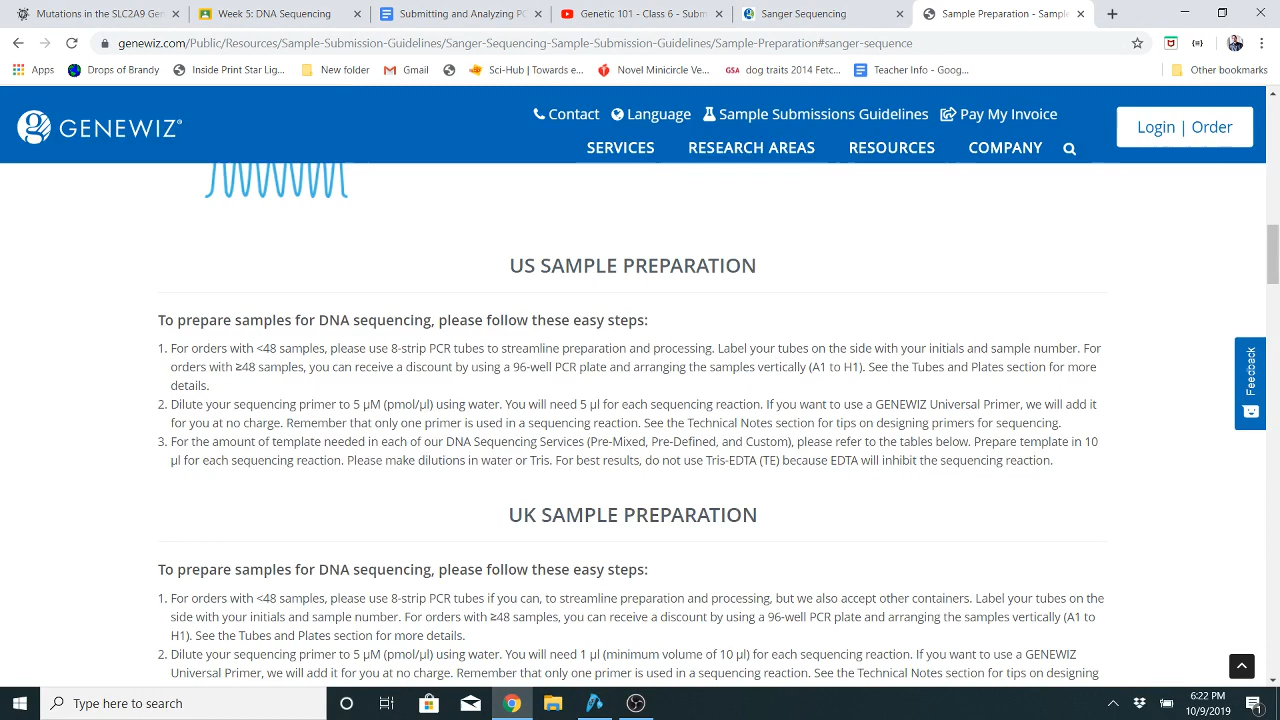 Mutations in the SLC2A9 Gen
Week 5: DNA Sequencing
Submitting and Analyzing PC
Genetic 101 - Class 6 - Subm
Sanger Sequencing
Sample Preparation - Sample
genewiz.com/Public/Resources/Sample-Submission-Guidelines/Sanger-Sequencing-Sample-Submission-Guidelines/Sample-Preparation#sanger-sequence
Apps
Drops of Brandy
Inside Print Star Lig...
New folder
Gmail
Sci-Hub | Towards e...
Novel Minicircle Ve...
GSA
dog traits 2014 Fetc...
Teacher Info - Goog...
Other bookmarks
GENEWIZ
Contact
Language
Sample Submissions Guidelines
Pay My Invoice
Login | Order
SERVICES
RESEARCH AREAS
RESOURCES
COMPANY
US SAMPLE PREPARATION
To prepare samples for DNA sequencing, please follow these easy steps:
1. For orders with <48 samples, please use 8-strip PCR tubes to streamline preparation and processing. Label your tubes on the side with your initials and sample number. For
orders with ≥48 samples, you can receive a discount by using a 96-well PCR plate and arranging the samples vertically (A1 to H1). See the Tubes and Plates section for more
details.
2. Dilute your sequencing primer to 5 µM (pmol/µl) using water. You will need 5 µl for each sequencing reaction. If you want to use a GENEWIZ Universal Primer, we will add it
for you at no charge. Remember that only one primer is used in a sequencing reaction. See the Technical Notes section for tips on designing primers for sequencing.
3. For the amount of template needed in each of our DNA Sequencing Services (Pre-Mixed, Pre-Defined, and Custom), please refer to the tables below. Prepare template in 10
µl for each sequencing reaction. Please make dilutions in water or Tris. For best results, do not use Tris-EDTA (TE) because EDTA will inhibit the sequencing reaction.
Feedback
UK SAMPLE PREPARATION
To prepare samples for DNA sequencing, please follow these easy steps:
1. For orders with <48 samples, please use 8-strip PCR tubes if you can, to streamline preparation and processing, but we also accept other containers. Label your tubes on the
side with your initials and sample number. For orders with ≥48 samples, you can receive a discount by using a 96-well PCR plate and arranging the samples vertically (A1 to
H1). See the Tubes and Plates section for more details.
2. Dilute your sequencing primer to 5 µM (pmol/µl) using water. You will need 1 µl (minimum volume of 10 µl) for each sequencing reaction. If you want to use a GENEWIZ
Universal Primer, we will add it for you at no charge. Remember that only one primer is used in a sequencing reaction. See the Technical Notes section for tips on designing
Type here to search
6:22 PM
10/9/2019
1